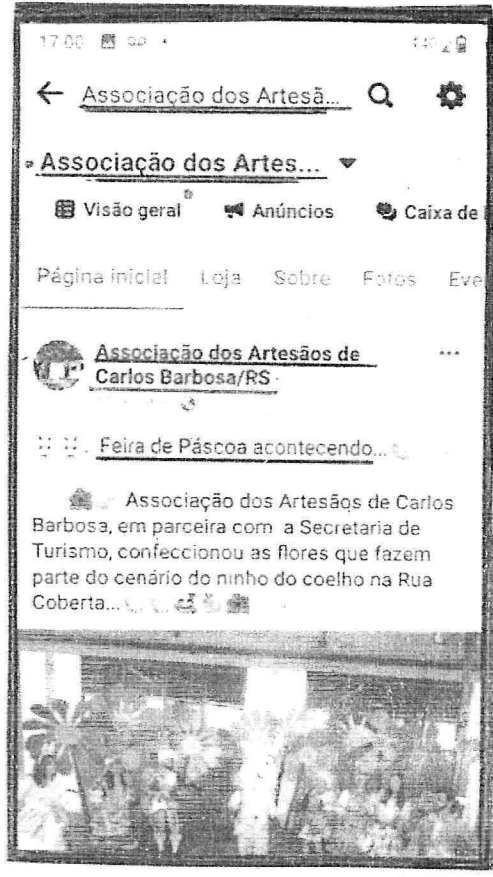 17:00
Associação dos Artesã...
Associação dos Artes...
Visão geral Anúncios Caixa de
Página inicial Loja Sobre Fotos Eve
Associação dos Artesãos de
Carlos Barbosa/RS
Feira de Páscoa acontecendo...
Associação dos Artesãos de Carlos
Barbosa, em parceira com a Secretaria de
Turismo, confeccionou as flores que fazem
parte do cenário do ninho do coelho na Rua
Coberta...